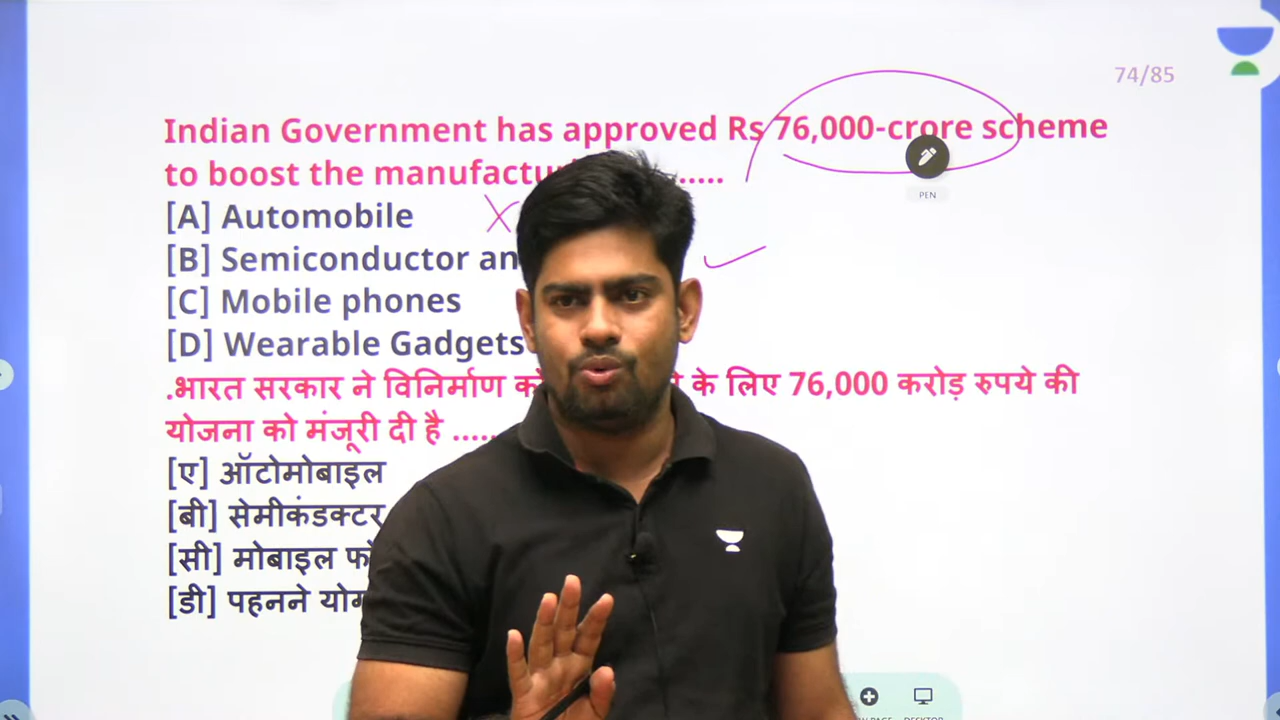 74/85
Indian Government has approved Rs 76,000-crore scheme
to boost the manufactu ......
PEN
[A] Automobile
[B] Semiconductor an
[C] Mobile phones
[D] Wearable Gadgets
.भारत सरकार ने विनिर्माण के लिए 76,000 करोड़ रुपये की
योजना को मंजूरी दी है .....
[ए] ऑटोमोबाइल
[बी] सेमीकंडक्टर
[सी] मोबाइल
[डी] पहनने
DESKTOP